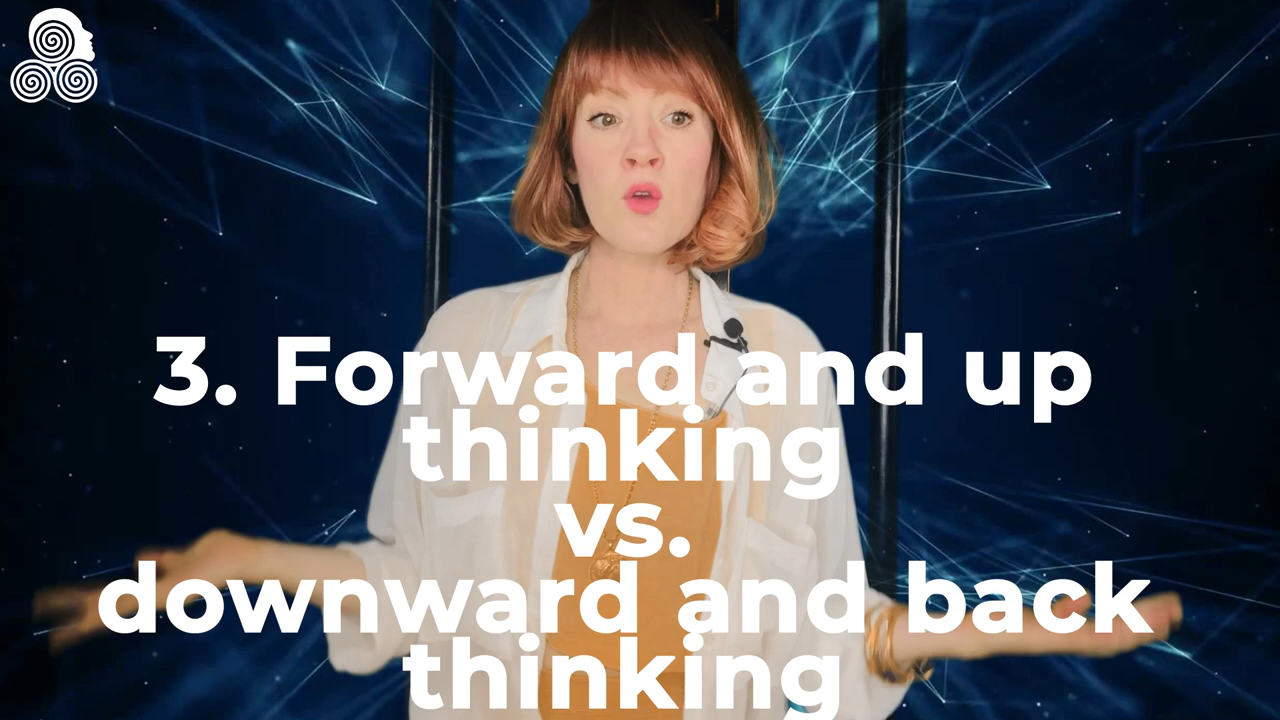 3. Forward and up
thinking
vs.
downward and back
thinking